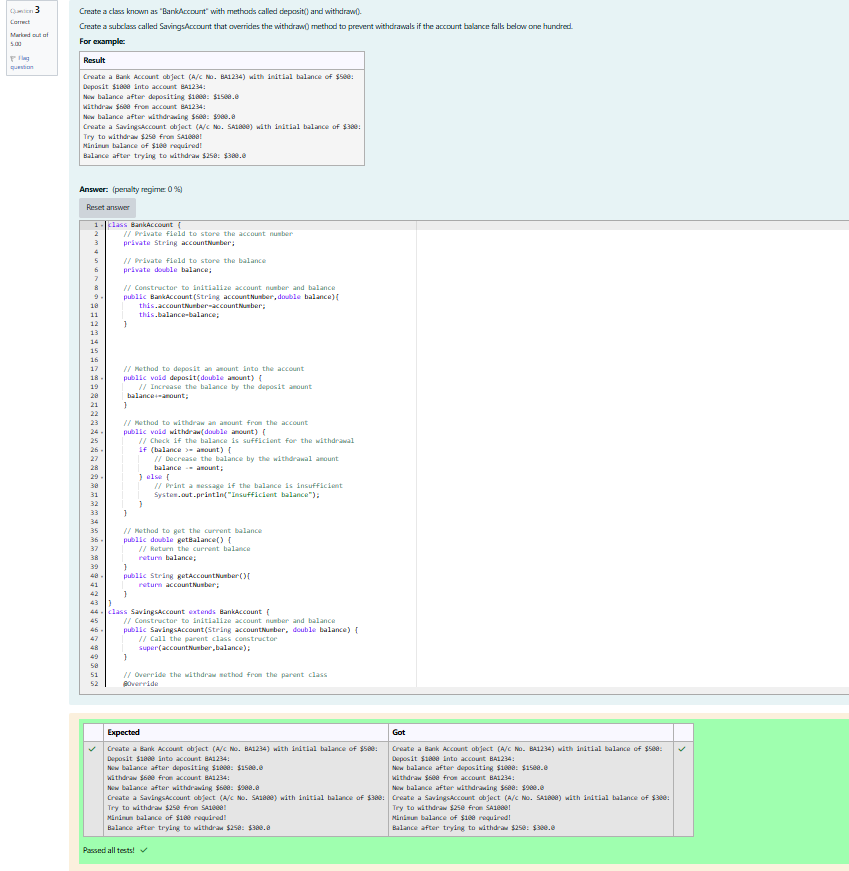 Question 3
Correct
Marked out of
5.00
Flag
question
Create a class known as "BankAccount" with methods called deposit() and withdraw().
Create a subclass called SavingsAccount that overrides the withdraw() method to prevent withdrawals if the account balance falls below one hundred.
For example:
Result
Create a Bank Account object (A/c No. BA1234) with initial balance of $500:
Deposit $1000 into account BA1234:
New balance after depositing $1000: $1500.0
Withdraw $600 from account BA1234:
New balance after withdrawing $600: $900.0
Create a SavingsAccount object (A/c No. SA1000) with initial balance of $300:
Try to withdraw $250 from SA1000!
Minimum balance of $100 required!
Balance after trying to withdraw $250: $300.0
Answer: (penalty regime: 0 %)
Reset answer
1 class BankAccount {
2 // Private field to store the account number
3 private String accountNumber;
4
5 // Private field to store the balance
6 private double balance;
7
8 // Constructor to initialize account number and balance
9 public BankAccount(String accountNumber,double balance){
10 this.accountNumber=accountNumber;
11 this.balance=balance;
12 }
13
14
15
16
17 // Method to deposit an amount into the account
18 public void deposit(double amount) {
19 // Increase the balance by the deposit amount
20 balance+=amount;
21 }
22
23 // Method to withdraw an amount from the account
24 public void withdraw(double amount) {
25 // Check if the balance is sufficient for the withdrawal
26 if (balance >= amount) {
27 // Decrease the balance by the withdrawal amount
28 balance -= amount;
29 } else {
30 // Print a message if the balance is insufficient
31 System.out.println("Insufficient balance");
32 }
33 }
34
35 // Method to get the current balance
36 public double getBalance() {
37 // Return the current balance
38 return balance;
39 }
40 public String getAccountNumber(){
41 return accountNumber;
42 }
43 }
44 class SavingsAccount extends BankAccount {
45 // Constructor to initialize account number and balance
46 public SavingsAccount(String accountNumber, double balance) {
47 // Call the parent class constructor
48 super(accountNumber,balance);
49 }
50
51 // Override the withdraw method from the parent class
52 @Override
Expected Got
Create a Bank Account object (A/c No. BA1234) with initial balance of $500: Create a Bank Account object (A/c No. BA1234) with initial balance of $500:
Deposit $1000 into account BA1234: Deposit $1000 into account BA1234:
New balance after depositing $1000: $1500.0 New balance after depositing $1000: $1500.0
Withdraw $600 from account BA1234: Withdraw $600 from account BA1234:
New balance after withdrawing $600: $900.0 New balance after withdrawing $600: $900.0
Create a SavingsAccount object (A/c No. SA1000) with initial balance of $300: Create a SavingsAccount object (A/c No. SA1000) with initial balance of $300:
Try to withdraw $250 from SA1000! Try to withdraw $250 from SA1000!
Minimum balance of $100 required! Minimum balance of $100 required!
Balance after trying to withdraw $250: $300.0 Balance after trying to withdraw $250: $300.0
Passed all tests!